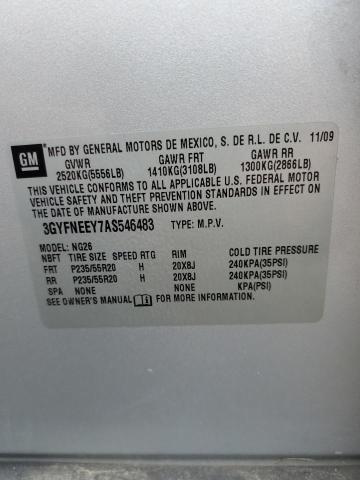 GM
MFD BY GENERAL MOTORS DE MEXICO, S. DE R.L. DE C.V. 11/09
GVWR GAWR FRT GAWR RR
2520KG(5556LB) 1410KG(3108LB) 1300KG(2866LB)
THIS VEHICLE CONFORMS TO ALL APPLICABLE U.S. FEDERAL MOTOR
VEHICLE SAFETY AND THEFT PREVENTION STANDARDS IN EFFECT ON
THE DATE OF MANUFACTURE SHOWN ABOVE.
3GYFNEEY7AS546483 TYPE: M.P.V.
MODEL: NG26
NBFT TIRE SIZE SPEED RTG RIM COLD TIRE PRESSURE
FRT P235/55R20 H 20X8J 240KPA(35PSI)
RR P235/55R20 H 20X8J 240KPA(35PSI)
SPA NONE NONE KPA(PSI)
SEE OWNER'S MANUAL FOR MORE INFORMATION.